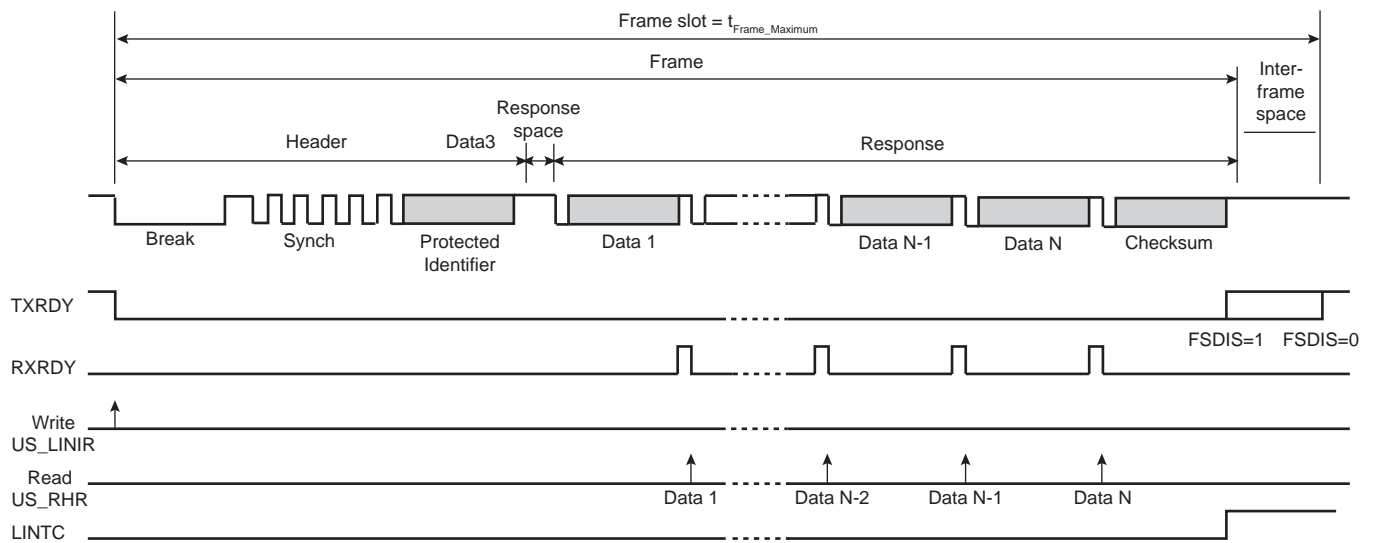 Frame slot = tFrame_Maximum
Frame
Inter-
frame
space
Response
space
Header
Data3
Response
Break
Synch
Protected
Identifier
Data 1
Data N-1
Data N
Checksum
TXRDY
FSDIS=1
FSDIS=0
RXRDY
Write
US_LINIR
Read
US_RHR
Data 1
Data N-2
Data N-1
Data N
LINTC